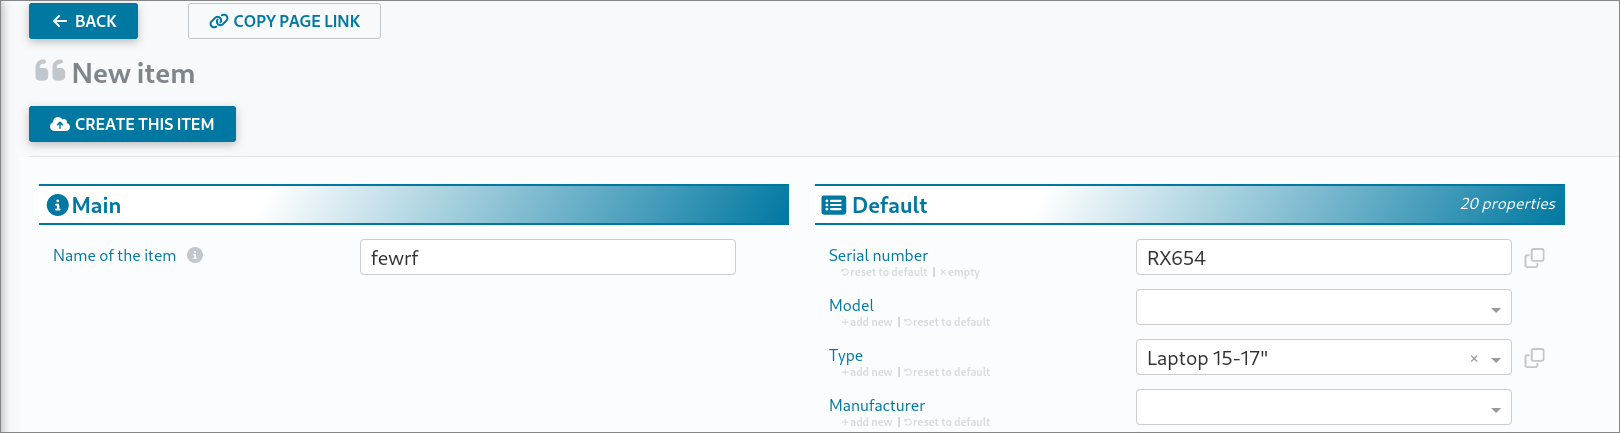 BACK
COPY PAGE LINK
New item
CREATE THIS ITEM
Main
Name of the item
fewrf
Default
20 properties
Serial number
reset to default | × empty
RX654
Model
+ add new | reset to default
Type
+ add new | reset to default
Laptop 15-17" ×
Manufacturer
+ add new | reset to default